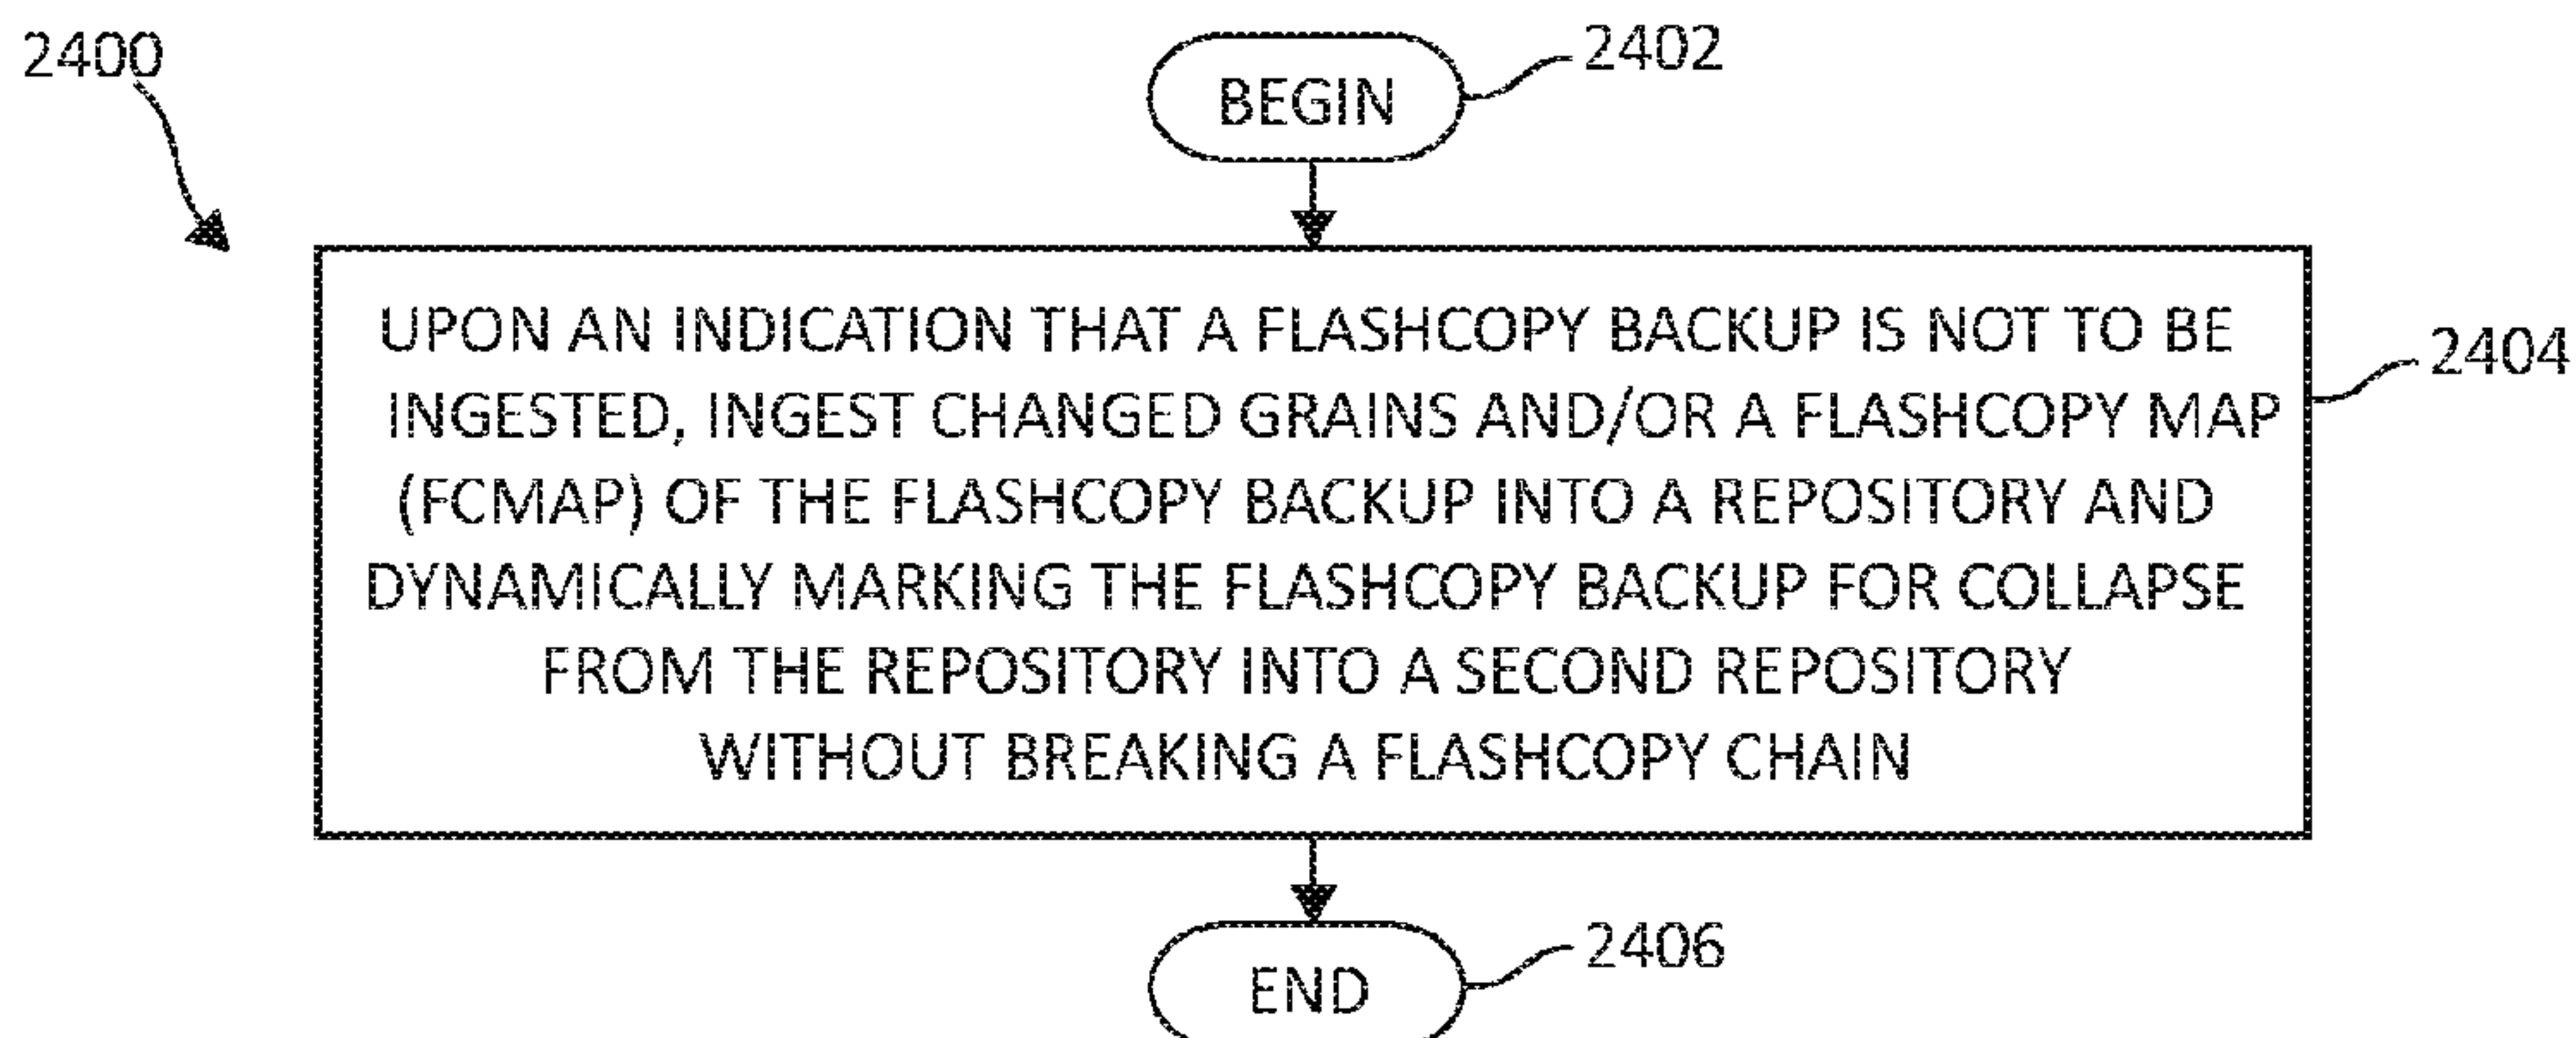 2400
BEGIN
2402
UPON AN INDICATION THAT A FLASHCOPY BACKUP IS NOT TO BE
INGESTED, INGEST CHANGED GRAINS AND/OR A FLASHCOPY MAP
(FCMAP) OF THE FLASHCOPY BACKUP INTO A REPOSITORY AND
DYNAMICALLY MARKING THE FLASHCOPY BACKUP FOR COLLAPSE
FROM THE REPOSITORY INTO A SECOND REPOSITORY
WITHOUT BREAKING A FLASHCOPY CHAIN
2404
END
2406